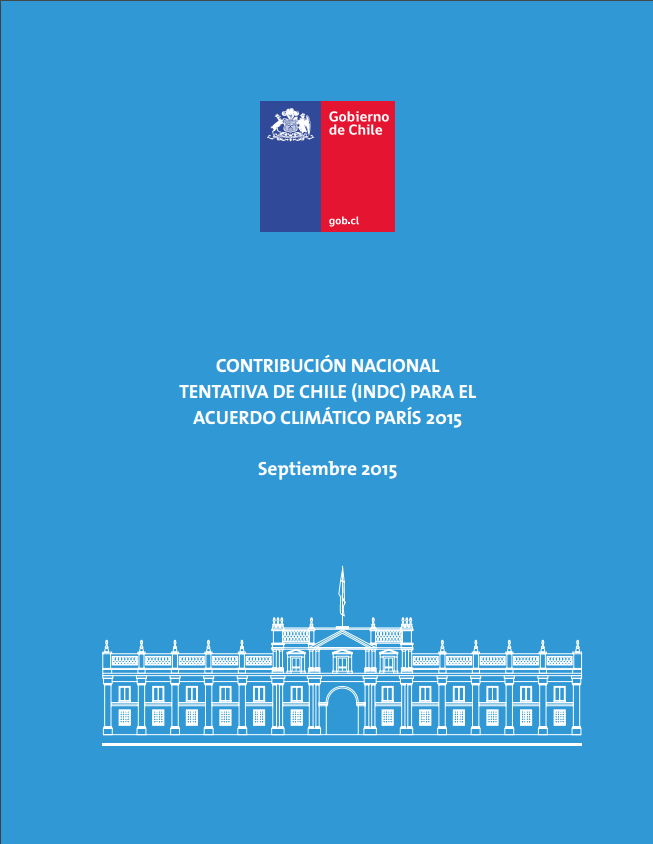 Gobierno
de Chile
gob.cl
CONTRIBUCIÓN NACIONAL
TENTATIVA DE CHILE (INDC) PARA EL
ACUERDO CLIMÁTICO PARÍS 2015
Septiembre 2015